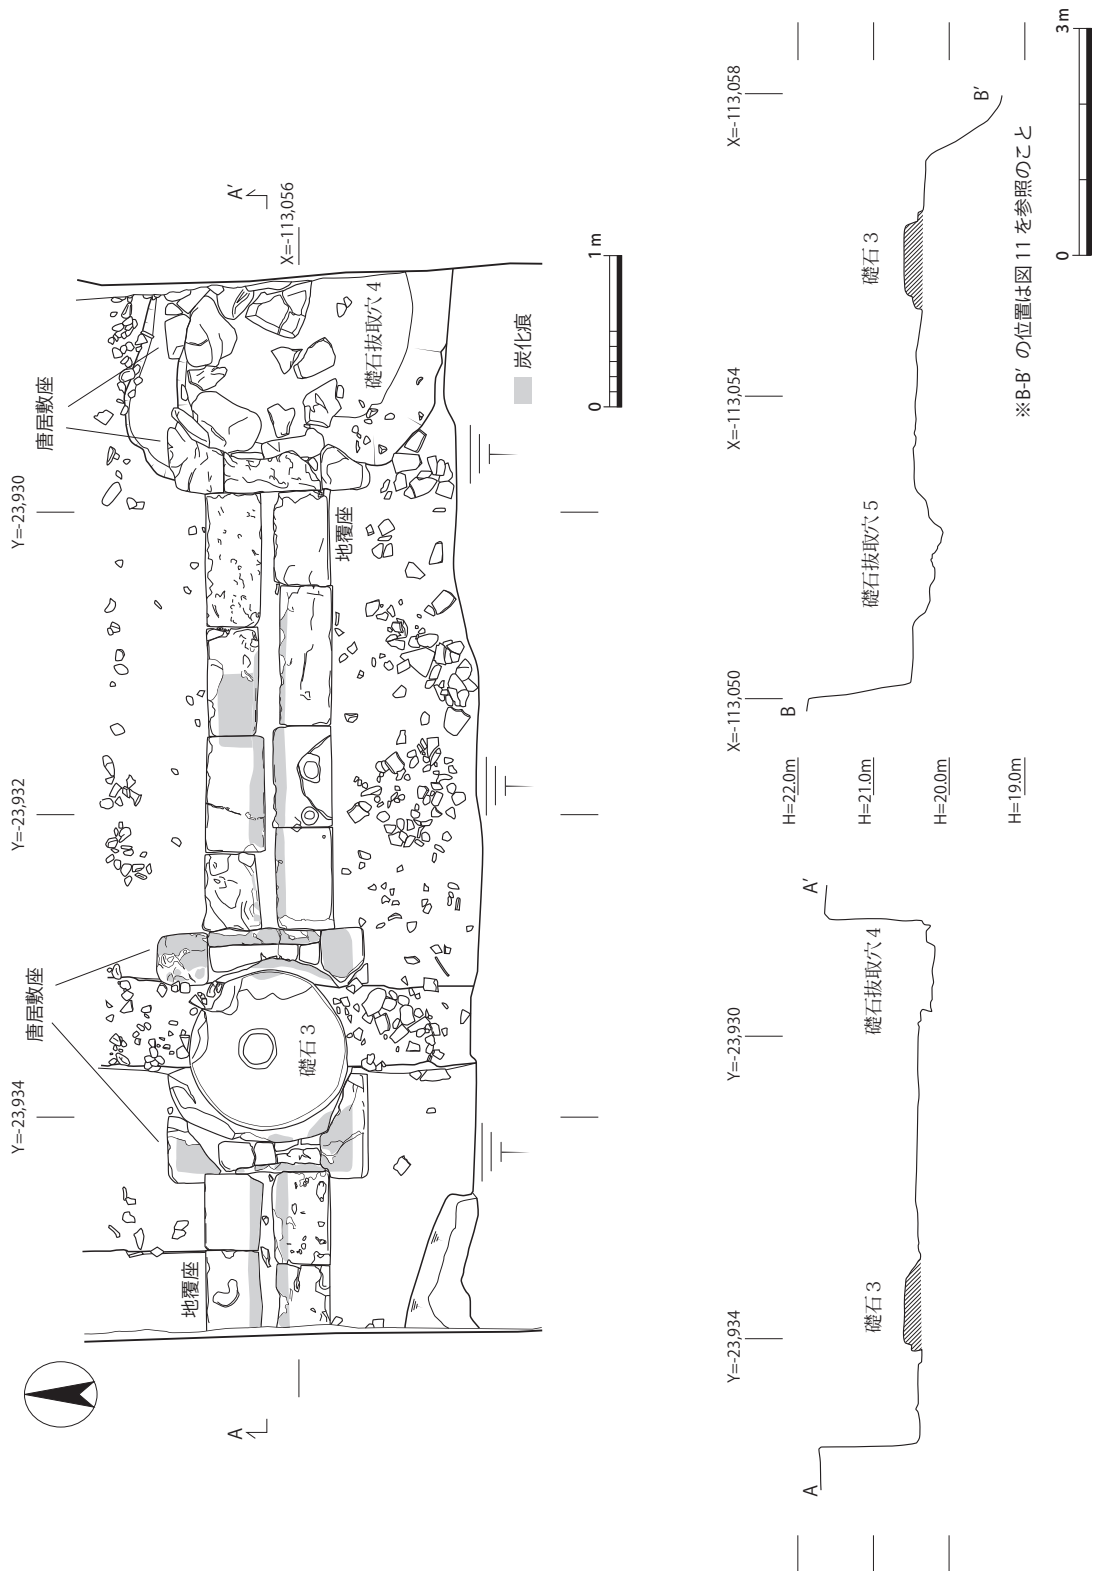 Y=-23,934
Y=-23,932
Y=-23,930
唐居敷座
唐居敷座
地覆座
地覆座
礎石 3
礎石抜取穴 4
A
A′
X=-113,056
炭化痕
0
1 m
A
A′
Y=-23,934
Y=-23,930
礎石 3
礎石抜取穴 4
H=22.0m
H=21.0m
H=20.0m
H=19.0m
B
B′
X=-113,050
X=-113,054
X=-113,058
礎石抜取穴 5
礎石 3
※B-B′ の位置は図 11 を参照のこと
0
3 m